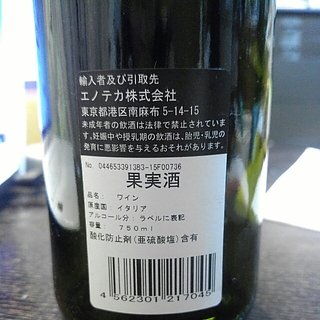 輸入者及び引取先
エノテカ株式会社
東京都港区南麻布 5-14-15
未成年者の飲酒は法律で禁止されていま
す。妊娠中や授乳期の飲酒は、胎児・乳児の
発育に悪影響を与えるおそれがあります。
No. 044653391383-15F00736
果実酒
品名: ワイン
原産国: イタリア
アルコール分: ラベルに表記
容量: 750ml
酸化防止剤(亜硫酸塩)含有
4 562301 217045